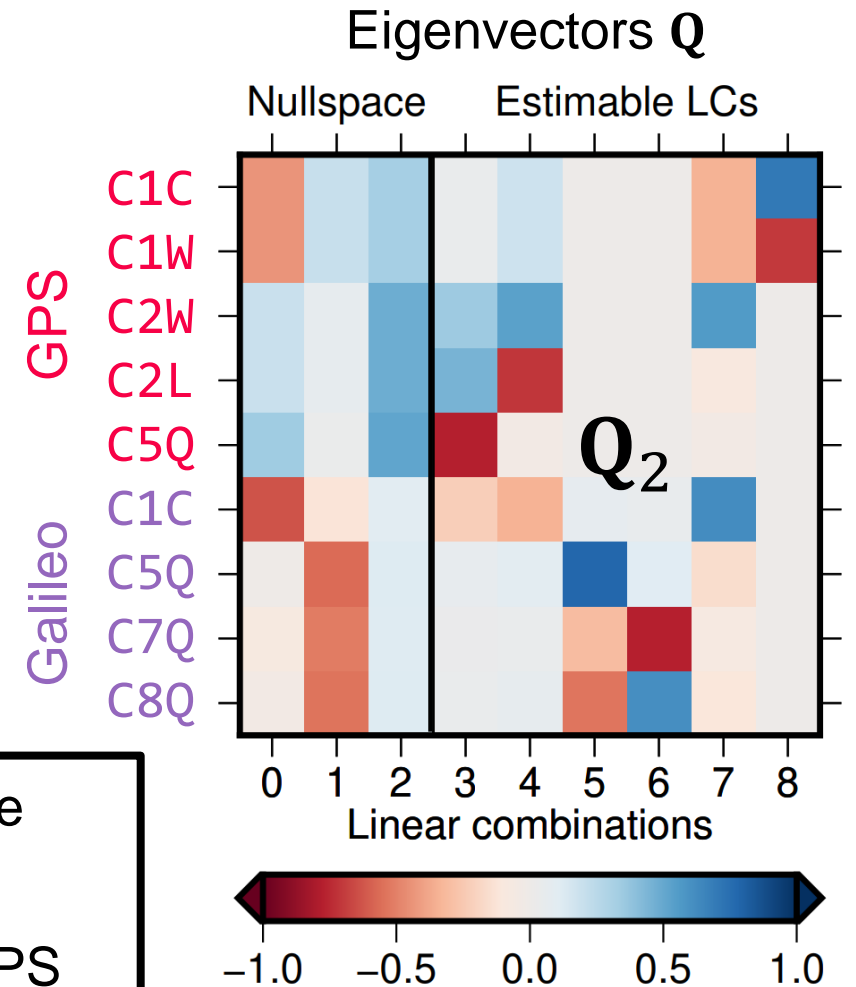 Eigenvectors Q
Nullspace Estimable LCs
GPS
C1C
C1W
C2W
C2L
C5Q
Galileo
C1C
C5Q
C7Q
C8Q
Q₂
0 1 2 3 4 5 6 7 8
Linear combinations
−1.0 −0.5 0.0 0.5 1.0
e
PS